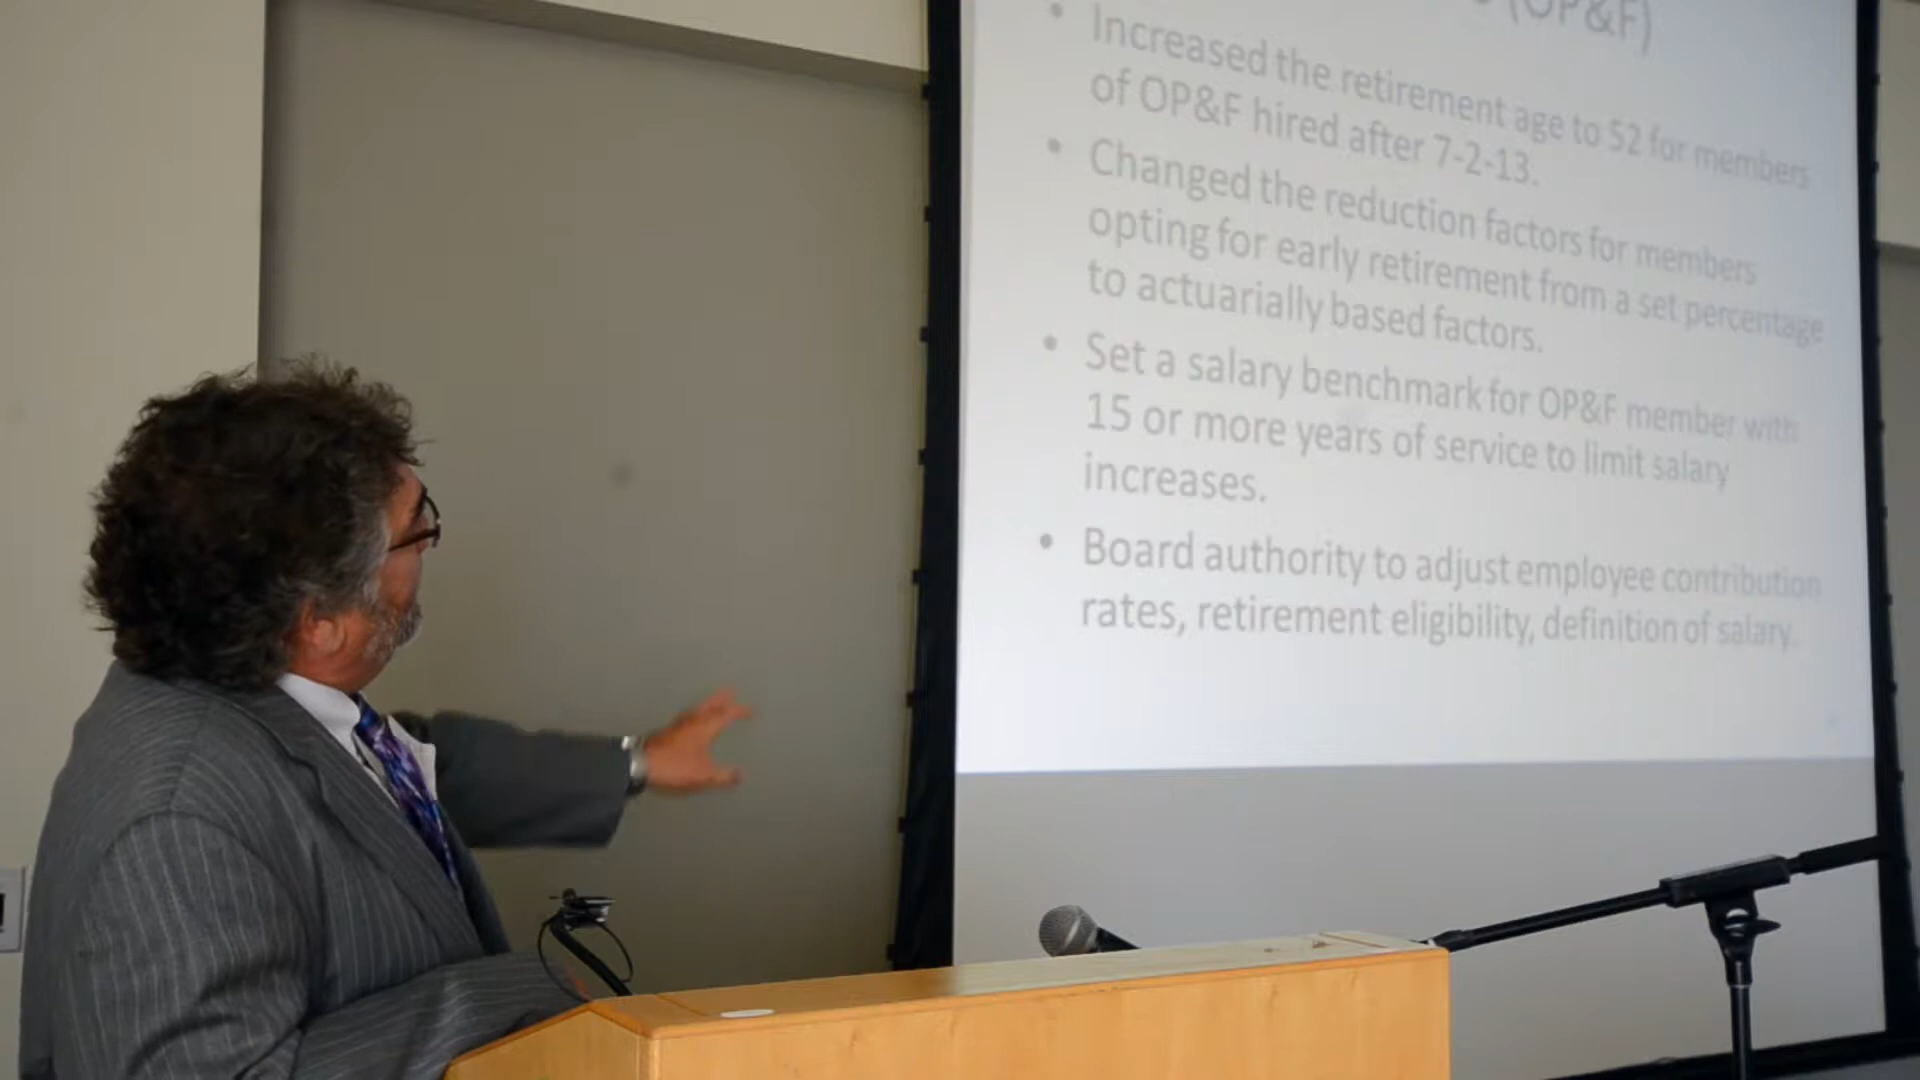 (OP&F)
• Increased the retirement age to 52 for members
of OP&F hired after 7-2-13.
• Changed the reduction factors for members
opting for early retirement from a set percentage
to actuarially based factors.
• Set a salary benchmark for OP&F member with
15 or more years of service to limit salary
increases.
• Board authority to adjust employee contribution
rates, retirement eligibility, definition of salary.